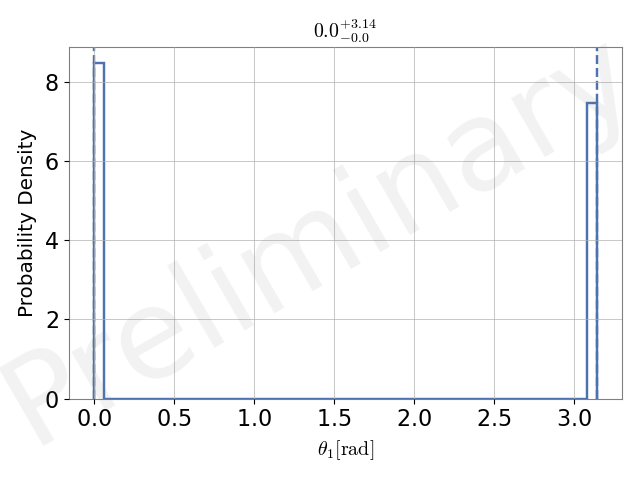 $0.0^{+3.14}_{-0.0}$
Probability Density
8
6
4
2
0
0.0 0.5 1.0 1.5 2.0 2.5 3.0
$\theta_1$[rad]
Preliminary